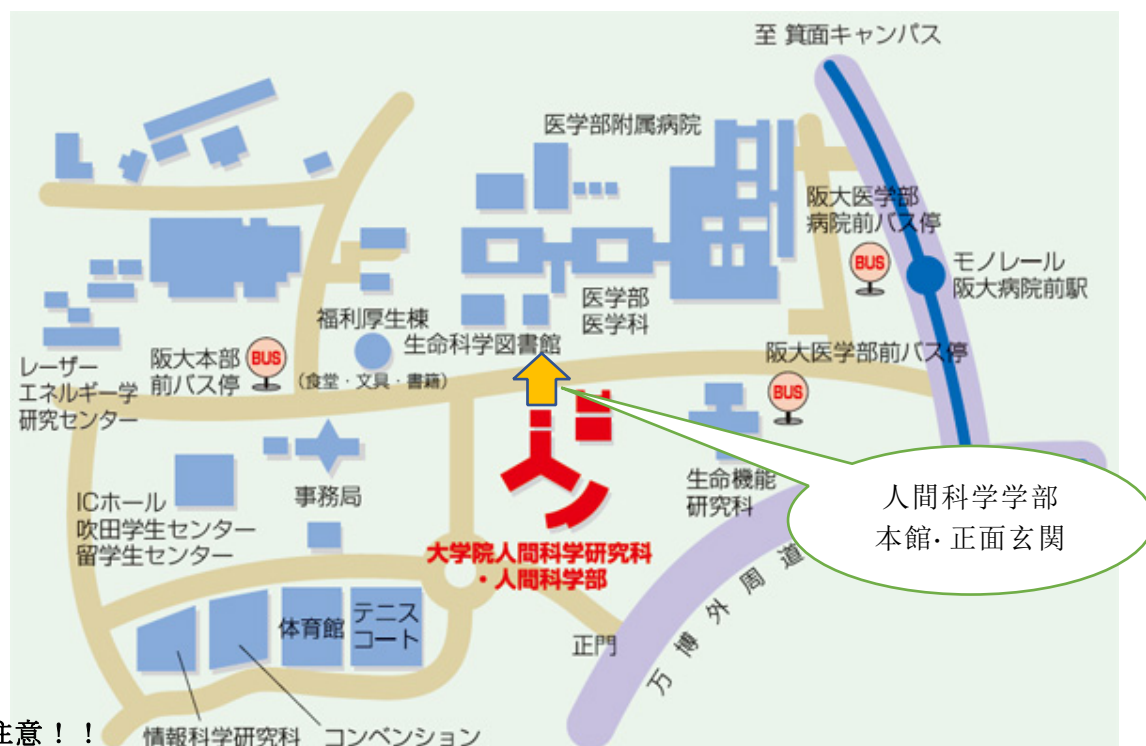 至 箕面キャンパス
医学部附属病院
阪大医学部
病院前バス停
BUS
モノレール
阪大病院前駅
医学部
医学科
福利厚生棟
(食堂・文具・書籍)
生命科学図書館
阪大医学部前バス停
BUS
レーザー
エネルギー学
研究センター
阪大本部
前バス停
BUS
ICホール
吹田学生センター
留学生センター
事務局
生命機能
研究科
人間科学学部
本館・正面玄関
大学院人間科学研究科
・人間科学部
体育館
テニス
コート
正門
万博外周道
注意！！
情報科学研究科
コンベンション